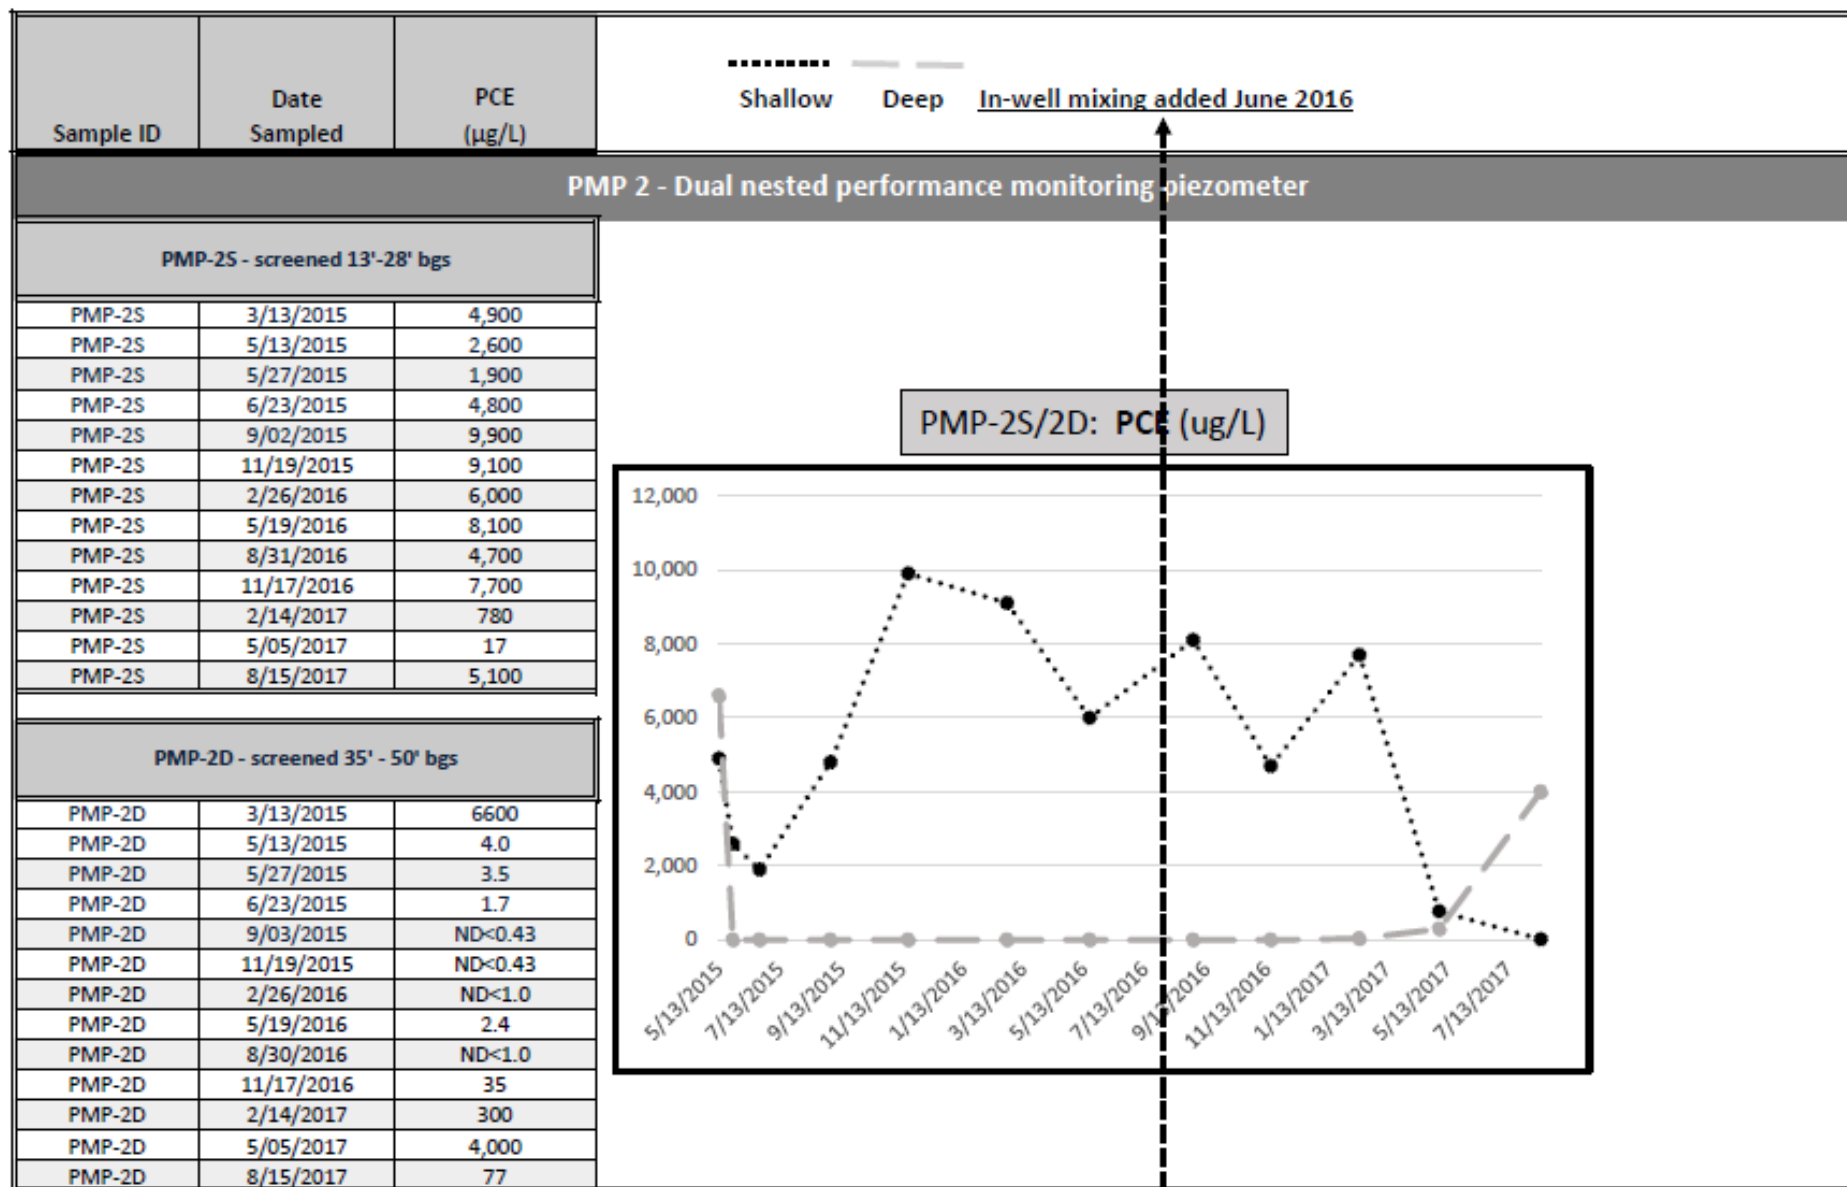 Sample ID
Date
Sampled
PCE
(µg/L)
Shallow Deep In-well mixing added June 2016
PMP 2 - Dual nested performance monitoring piezometer
PMP-2S - screened 13'-28' bgs
PMP-2S 3/13/2015 4,900
PMP-2S 5/13/2015 2,600
PMP-2S 5/27/2015 1,900
PMP-2S 6/23/2015 4,800
PMP-2S 9/02/2015 9,900
PMP-2S 11/19/2015 9,100
PMP-2S 2/26/2016 6,000
PMP-2S 5/19/2016 8,100
PMP-2S 8/31/2016 4,700
PMP-2S 11/17/2016 7,700
PMP-2S 2/14/2017 780
PMP-2S 5/05/2017 17
PMP-2S 8/15/2017 5,100
PMP-2D - screened 35' - 50' bgs
PMP-2D 3/13/2015 6600
PMP-2D 5/13/2015 4.0
PMP-2D 5/27/2015 3.5
PMP-2D 6/23/2015 1.7
PMP-2D 9/03/2015 ND<0.43
PMP-2D 11/19/2015 ND<0.43
PMP-2D 2/26/2016 ND<1.0
PMP-2D 5/19/2016 2.4
PMP-2D 8/30/2016 ND<1.0
PMP-2D 11/17/2016 35
PMP-2D 2/14/2017 300
PMP-2D 5/05/2017 4,000
PMP-2D 8/15/2017 77
PMP-2S/2D: PCE (ug/L)
12,000
10,000
8,000
6,000
4,000
2,000
0
5/13/2015
7/13/2015
9/13/2015
11/13/2015
1/13/2016
3/13/2016
5/13/2016
7/13/2016
9/13/2016
11/13/2016
1/13/2017
3/13/2017
5/13/2017
7/13/2017